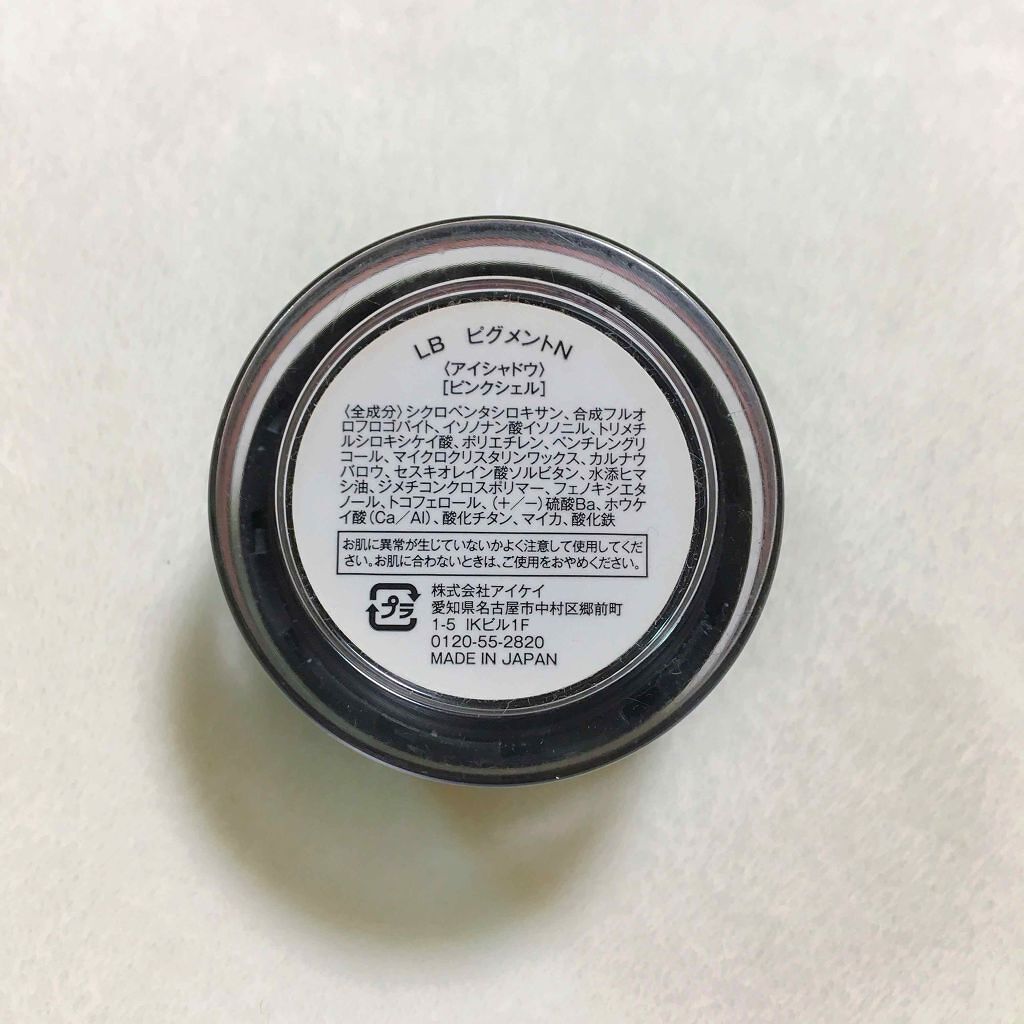 LB ピグメントN
〈アイシャドウ〉
[ピンクシェル]
〈全成分〉シクロペンタシロキサン、合成フルオ
ロフロゴパイト、イソノナン酸イソノニル、トリメチ
ルシロキシケイ酸、ポリエチレン、ペンチレングリ
コール、マイクロクリスタリンワックス、カルナウ
バロウ、セスキオレイン酸ソルビタン、水添ヒマ
シ油、ジメチコンクロスポリマー、フェノキシエタ
ノール、トコフェロール、(+/−)硫酸Ba、ホウケ
イ酸(Ca/Al)、酸化チタン、マイカ、酸化鉄
お肌に異常が生じていないかよく注意して使用してくだ
さい。お肌に合わないときは、ご使用をおやめください。
プラ
株式会社アイケイ
愛知県名古屋市中村区郷前町
1-5 IKビル1F
0120-55-2820
MADE IN JAPAN